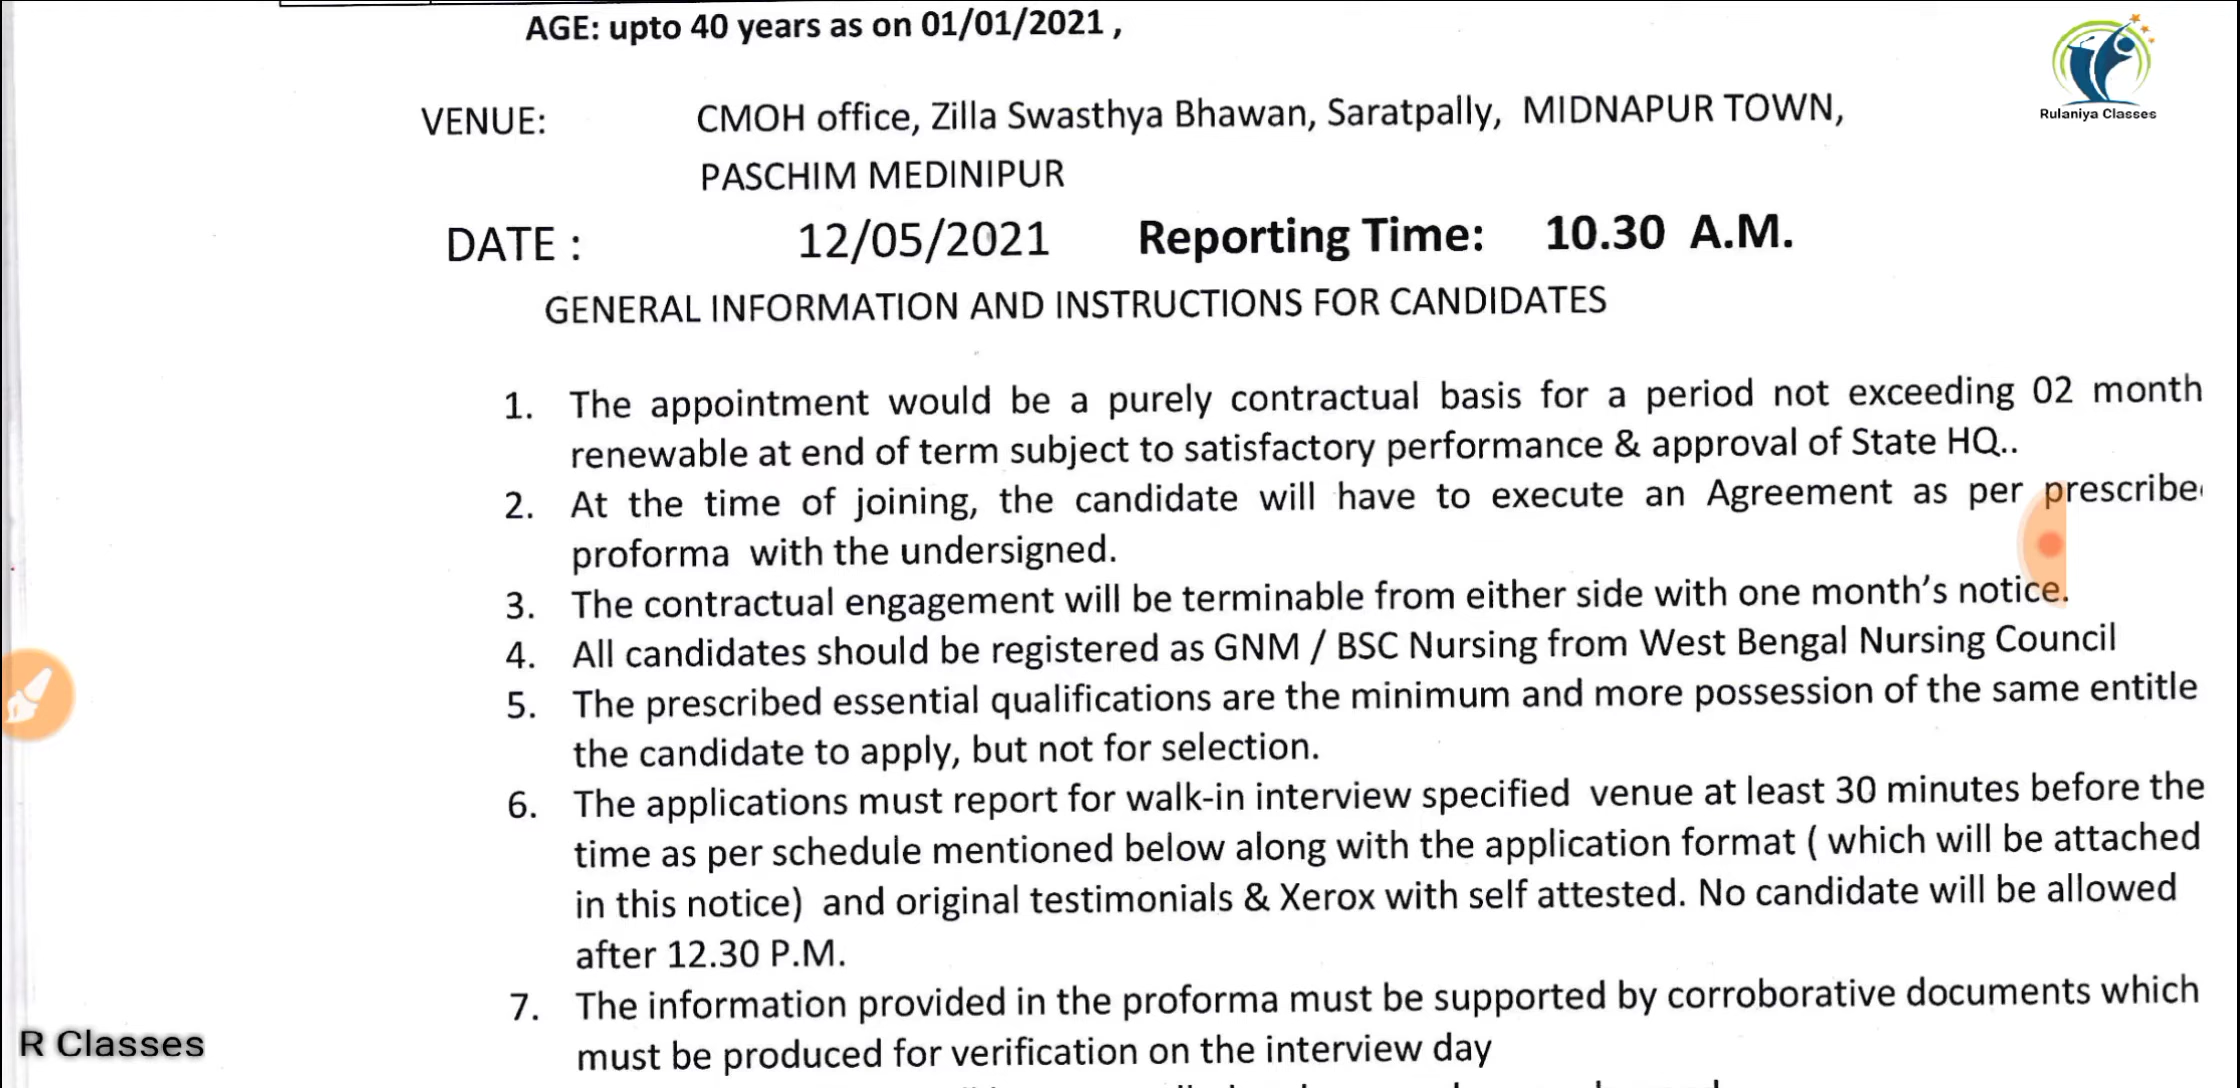 AGE: upto 40 years as on 01/01/2021 ,
Rulaniya Classes
VENUE: CMOH office, Zilla Swasthya Bhawan, Saratpally, MIDNAPUR TOWN,
PASCHIM MEDINIPUR
DATE : 12/05/2021 Reporting Time: 10.30 A.M.
GENERAL INFORMATION AND INSTRUCTIONS FOR CANDIDATES
1. The appointment would be a purely contractual basis for a period not exceeding 02 month
renewable at end of term subject to satisfactory performance & approval of State HQ..
2. At the time of joining, the candidate will have to execute an Agreement as per prescribe
proforma with the undersigned.
3. The contractual engagement will be terminable from either side with one month's notice.
4. All candidates should be registered as GNM / BSC Nursing from West Bengal Nursing Council
5. The prescribed essential qualifications are the minimum and more possession of the same entitle
the candidate to apply, but not for selection.
6. The applications must report for walk-in interview specified venue at least 30 minutes before the
time as per schedule mentioned below along with the application format ( which will be attached
in this notice) and original testimonials & Xerox with self attested. No candidate will be allowed
after 12.30 P.M.
7. The information provided in the proforma must be supported by corroborative documents which
must be produced for verification on the interview day
R Classes